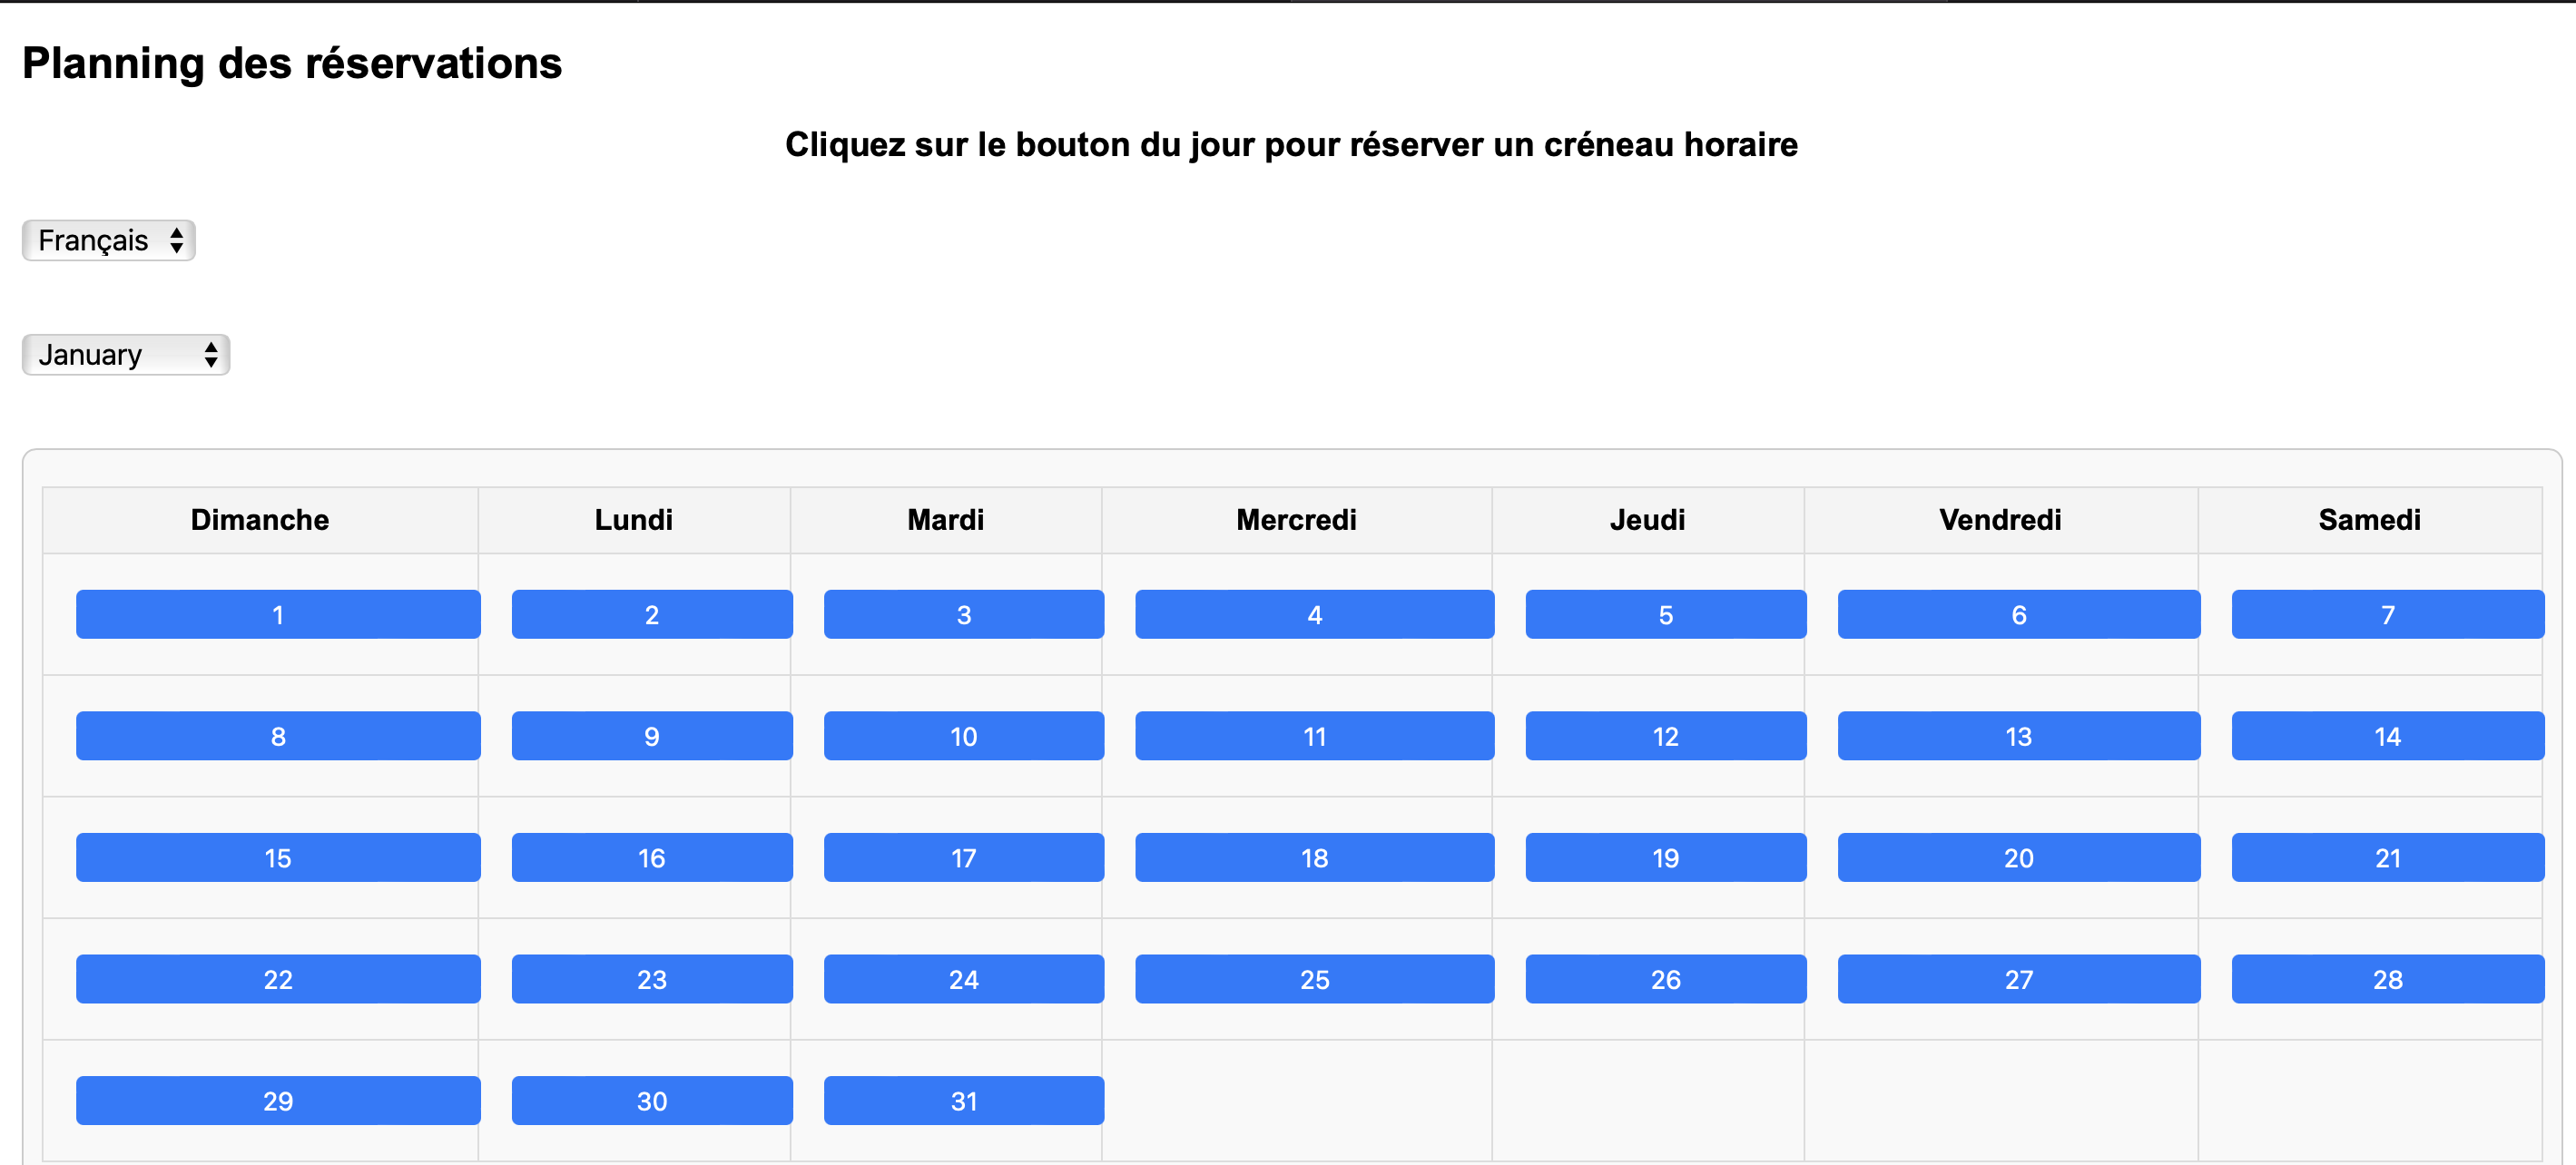 Planning des réservations
Cliquez sur le bouton du jour pour réserver un créneau horaire
Français
January
Dimanche Lundi Mardi Mercredi Jeudi Vendredi Samedi
1 2 3 4 5 6 7
8 9 10 11 12 13 14
15 16 17 18 19 20 21
22 23 24 25 26 27 28
29 30 31